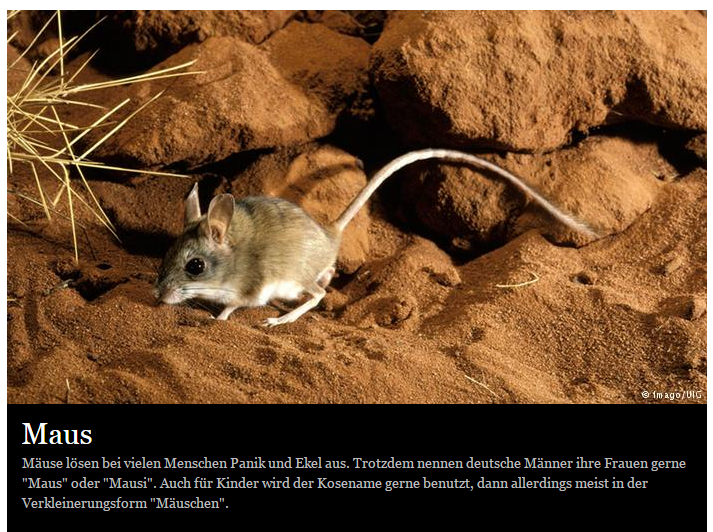 © imago/UIG
Maus
Mäuse lösen bei vielen Menschen Panik und Ekel aus. Trotzdem nennen deutsche Männer ihre Frauen gerne
"Maus" oder "Mausi". Auch für Kinder wird der Kosename gerne benutzt, dann allerdings meist in der
Verkleinerungsform "Mäuschen".